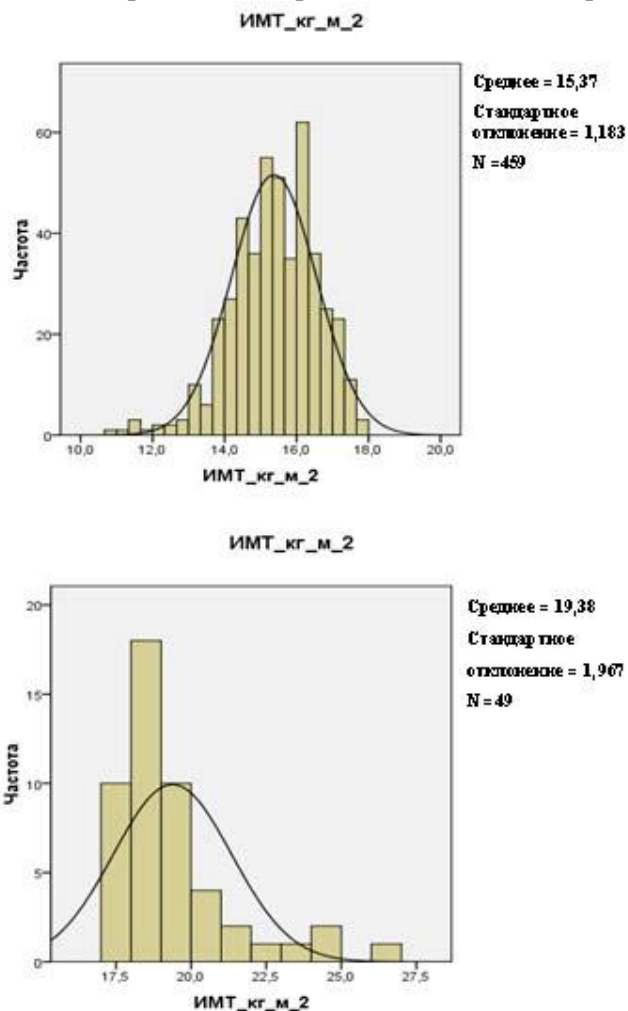 ИМТ_кг_м_2
Среднее = 15,37
Стандартное
отклонение = 1,183
N =459
60
40
20
0
Частота
10,0 12,0 14,0 16,0 18,0 20,0
ИМТ_кг_м_2
ИМТ_кг_м_2
Среднее = 19,38
Стандартное
отклонение = 1,967
N = 49
20
15
10
5
0
Частота
17,5 20,0 22,5 25,0 27,5
ИМТ_кг_м_2